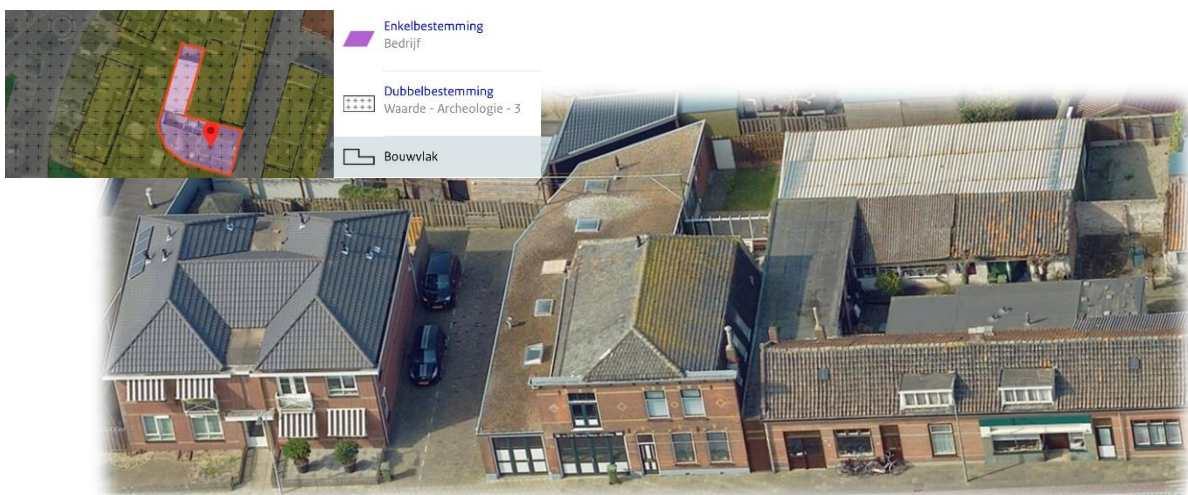 Enkelbestemming
Bedrijf
Dubbelbestemming
Waarde - Archeologie - 3
Bouwvlak